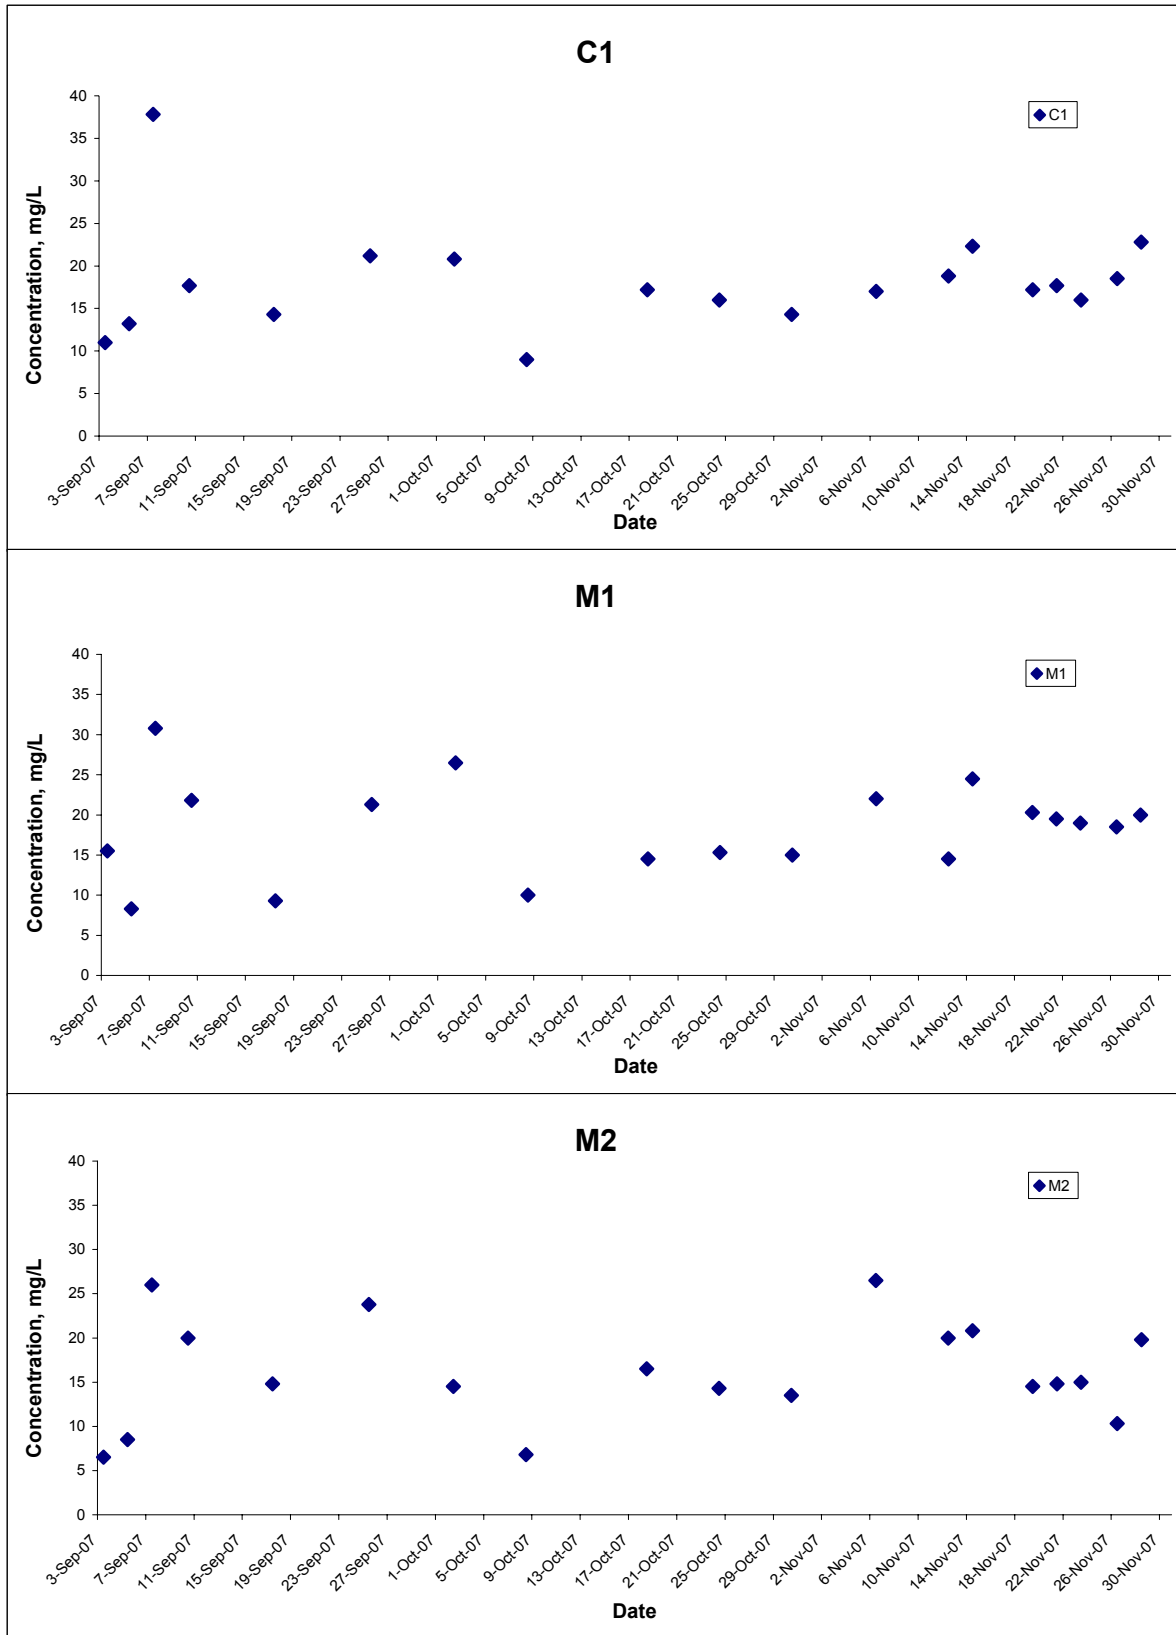 C1
C1
Concentration, mg/L
40
35
30
25
20
15
10
5
0
3-Sep-07
7-Sep-07
11-Sep-07
15-Sep-07
19-Sep-07
23-Sep-07
27-Sep-07
1-Oct-07
5-Oct-07
9-Oct-07
13-Oct-07
17-Oct-07
21-Oct-07
25-Oct-07
29-Oct-07
2-Nov-07
6-Nov-07
10-Nov-07
14-Nov-07
18-Nov-07
22-Nov-07
26-Nov-07
30-Nov-07
Date
M1
M1
Concentration, mg/L
40
35
30
25
20
15
10
5
0
3-Sep-07
7-Sep-07
11-Sep-07
15-Sep-07
19-Sep-07
23-Sep-07
27-Sep-07
1-Oct-07
5-Oct-07
9-Oct-07
13-Oct-07
17-Oct-07
21-Oct-07
25-Oct-07
29-Oct-07
2-Nov-07
6-Nov-07
10-Nov-07
14-Nov-07
18-Nov-07
22-Nov-07
26-Nov-07
30-Nov-07
Date
M2
M2
Concentration, mg/L
40
35
30
25
20
15
10
5
0
3-Sep-07
7-Sep-07
11-Sep-07
15-Sep-07
19-Sep-07
23-Sep-07
27-Sep-07
1-Oct-07
5-Oct-07
9-Oct-07
13-Oct-07
17-Oct-07
21-Oct-07
25-Oct-07
29-Oct-07
2-Nov-07
6-Nov-07
10-Nov-07
14-Nov-07
18-Nov-07
22-Nov-07
26-Nov-07
30-Nov-07
Date